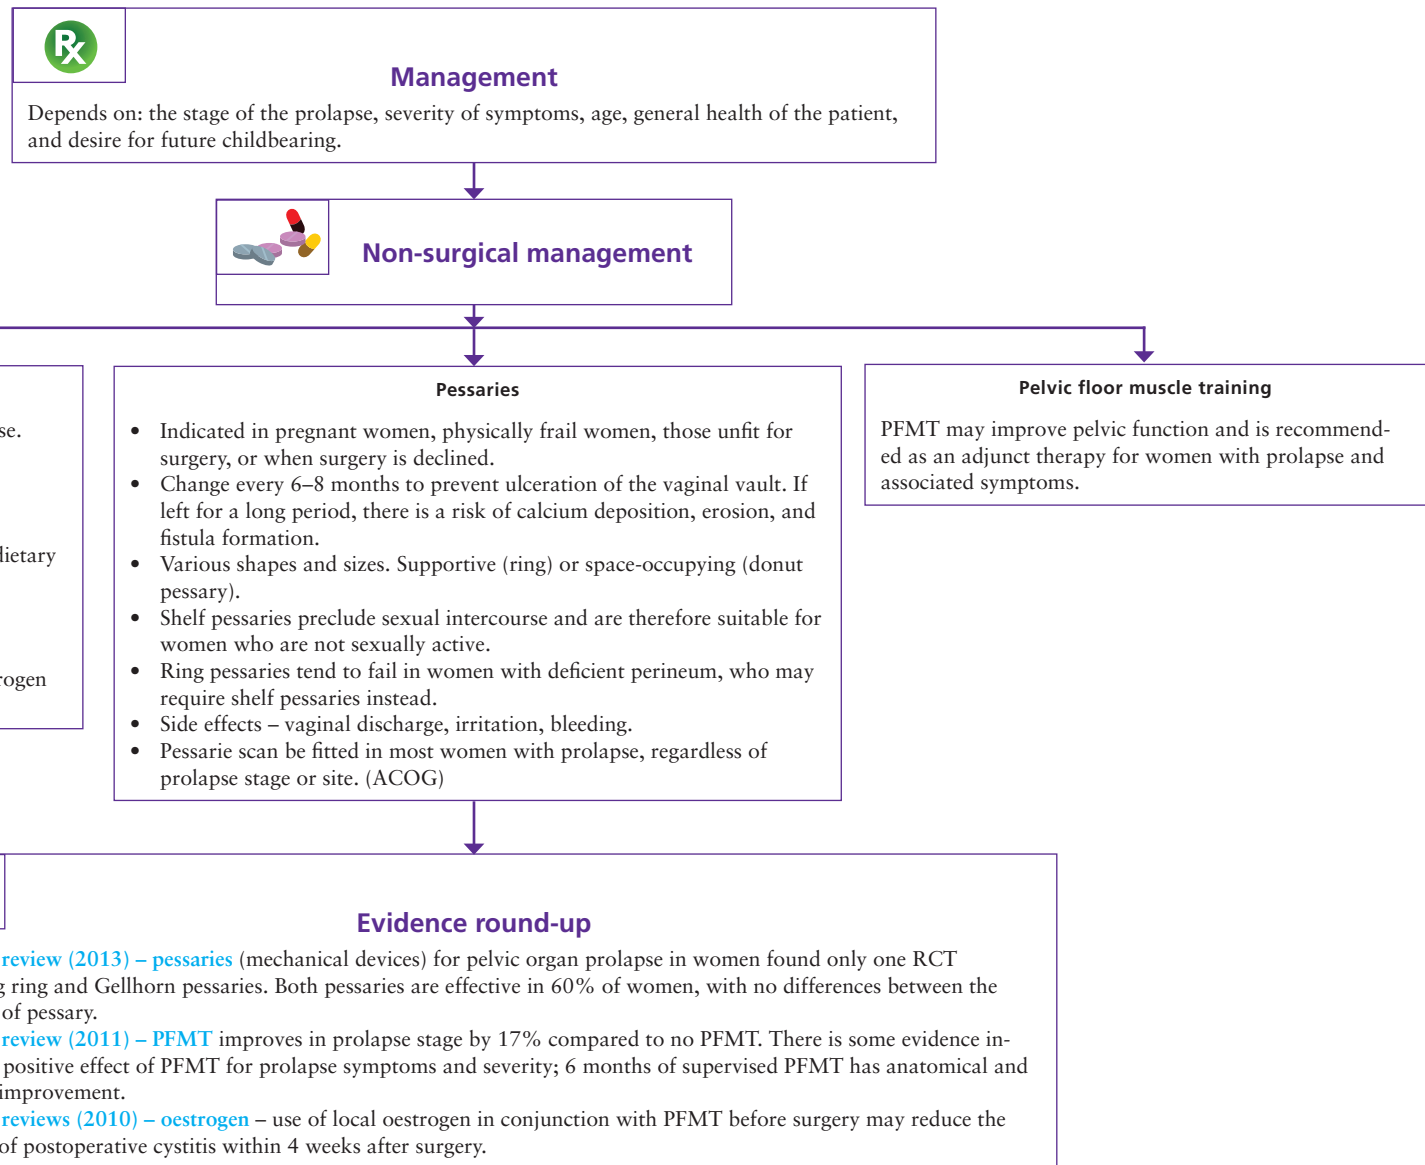 Rx
Management
Depends on: the stage of the prolapse, severity of symptoms, age, general health of the patient,
and desire for future childbearing.
Non-surgical management
se.
dietary
rogen
Pessaries
• Indicated in pregnant women, physically frail women, those unfit for
surgery, or when surgery is declined.
• Change every 6–8 months to prevent ulceration of the vaginal vault. If
left for a long period, there is a risk of calcium deposition, erosion, and
fistula formation.
• Various shapes and sizes. Supportive (ring) or space-occupying (donut
pessary).
• Shelf pessaries preclude sexual intercourse and are therefore suitable for
women who are not sexually active.
• Ring pessaries tend to fail in women with deficient perineum, who may
require shelf pessaries instead.
• Side effects – vaginal discharge, irritation, bleeding.
• Pessarie scan be fitted in most women with prolapse, regardless of
prolapse stage or site. (ACOG)
Pelvic floor muscle training
PFMT may improve pelvic function and is recommend-
ed as an adjunct therapy for women with prolapse and
associated symptoms.
Evidence round-up
review (2013) – pessaries (mechanical devices) for pelvic organ prolapse in women found only one RCT
g ring and Gellhorn pessaries. Both pessaries are effective in 60% of women, with no differences between the
of pessary.
review (2011) – PFMT improves in prolapse stage by 17% compared to no PFMT. There is some evidence in-
positive effect of PFMT for prolapse symptoms and severity; 6 months of supervised PFMT has anatomical and
improvement.
reviews (2010) – oestrogen – use of local oestrogen in conjunction with PFMT before surgery may reduce the
of postoperative cystitis within 4 weeks after surgery.